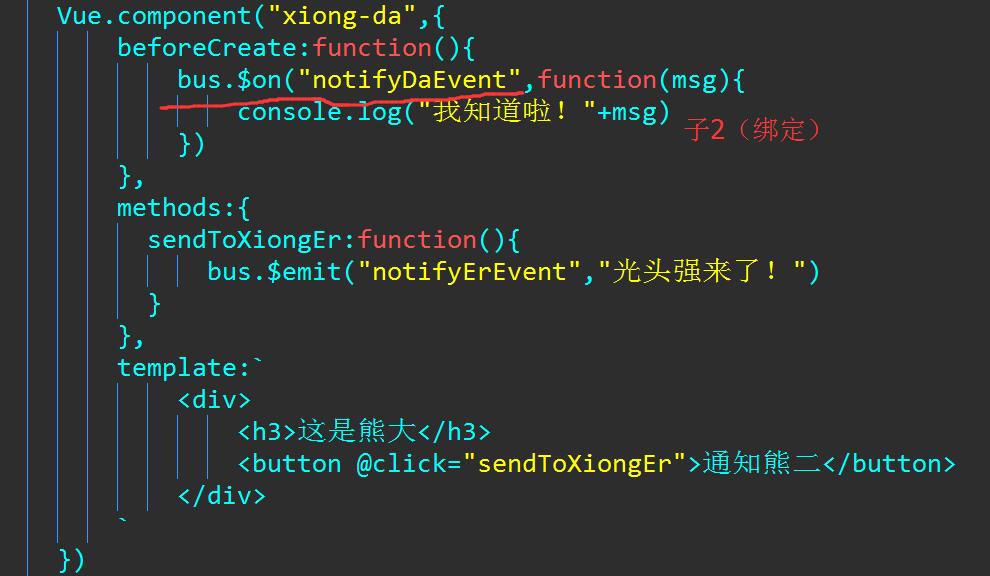 Vue.component("xiong-da",{
beforeCreate:function(){
bus.$on("notifyDaEvent",function(msg){
console.log("我知道啦！"+msg)
子2（绑定）
})
},
methods:{
sendToXiongEr:function(){
bus.$emit("notifyErEvent","光头强来了！")
}
},
template:`
<div>
<h3>这是熊大</h3>
<button @click="sendToXiongEr">通知熊二</button>
</div>
`
})